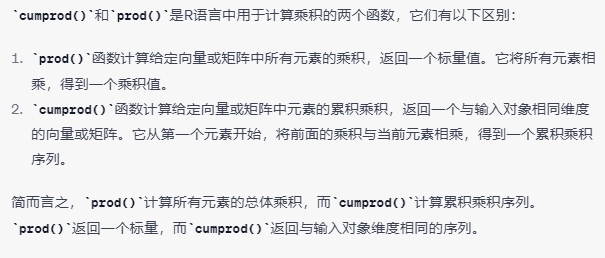 `cumprod()`和`prod()`是R语言中用于计算乘积的两个函数，它们有以下区别：
1. `prod()`函数计算给定向量或矩阵中所有元素的乘积，返回一个标量值。它将所有元素相
乘，得到一个乘积值。
2. `cumprod()`函数计算给定向量或矩阵中元素的累积乘积，返回一个与输入对象相同维度
的向量或矩阵。它从第一个元素开始，将前面的乘积与当前元素相乘，得到一个累积乘积
序列。
简而言之，`prod()`计算所有元素的总体乘积，而`cumprod()`计算累积乘积序列。
`prod()`返回一个标量，而`cumprod()`返回与输入对象维度相同的序列。